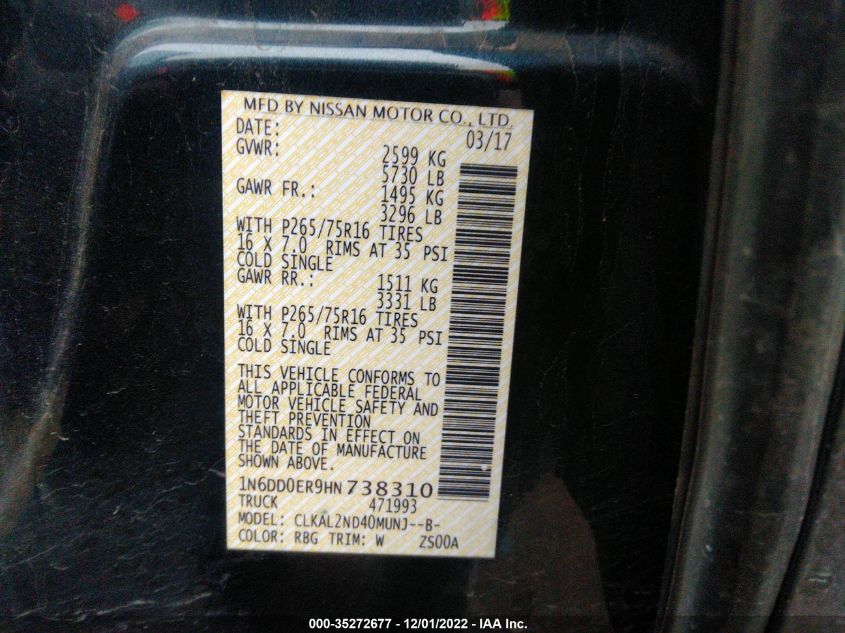 MFD BY NISSAN MOTOR CO., LTD.
DATE: 03/17
GVWR: 2599 KG
5730 LB
GAWR FR.: 1495 KG
3296 LB
WITH P265/75R16 TIRES
16 X 7.0 RIMS AT 35 PSI
COLD SINGLE
GAWR RR.: 1511 KG
3331 LB
WITH P265/75R16 TIRES
16 X 7.0 RIMS AT 35 PSI
COLD SINGLE
THIS VEHICLE CONFORMS TO
ALL APPLICABLE FEDERAL
MOTOR VEHICLE SAFETY AND
THEFT PREVENTION
STANDARDS IN EFFECT ON
THE DATE OF MANUFACTURE
SHOWN ABOVE.
1N6DD0ER9HN738310
TRUCK 471993
MODEL: CLKAL2ND40MUNJ--B-
COLOR: RBG TRIM: W ZS00A
000-35272677 - 12/01/2022 - IAA Inc.